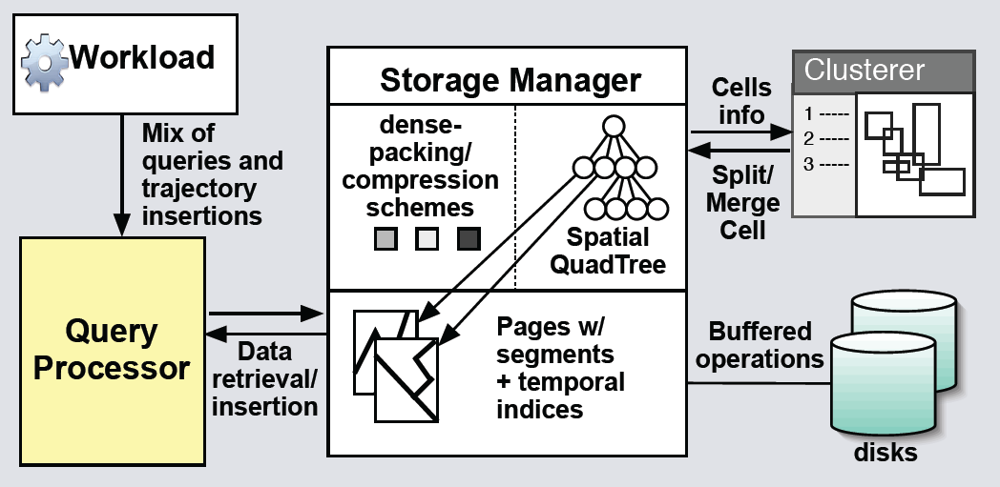 Workload
Mix of
queries and
trajectory
insertions
Query
Processor
Data
retrieval/
insertion
Storage Manager
dense-
packing/
compression
schemes
Spatial
QuadTree
Pages w/
segments
+ temporal
indices
Cells
info
Split/
Merge
Cell
Clusterer
1 -----
2 -----
3 -----
Buffered
operations
disks